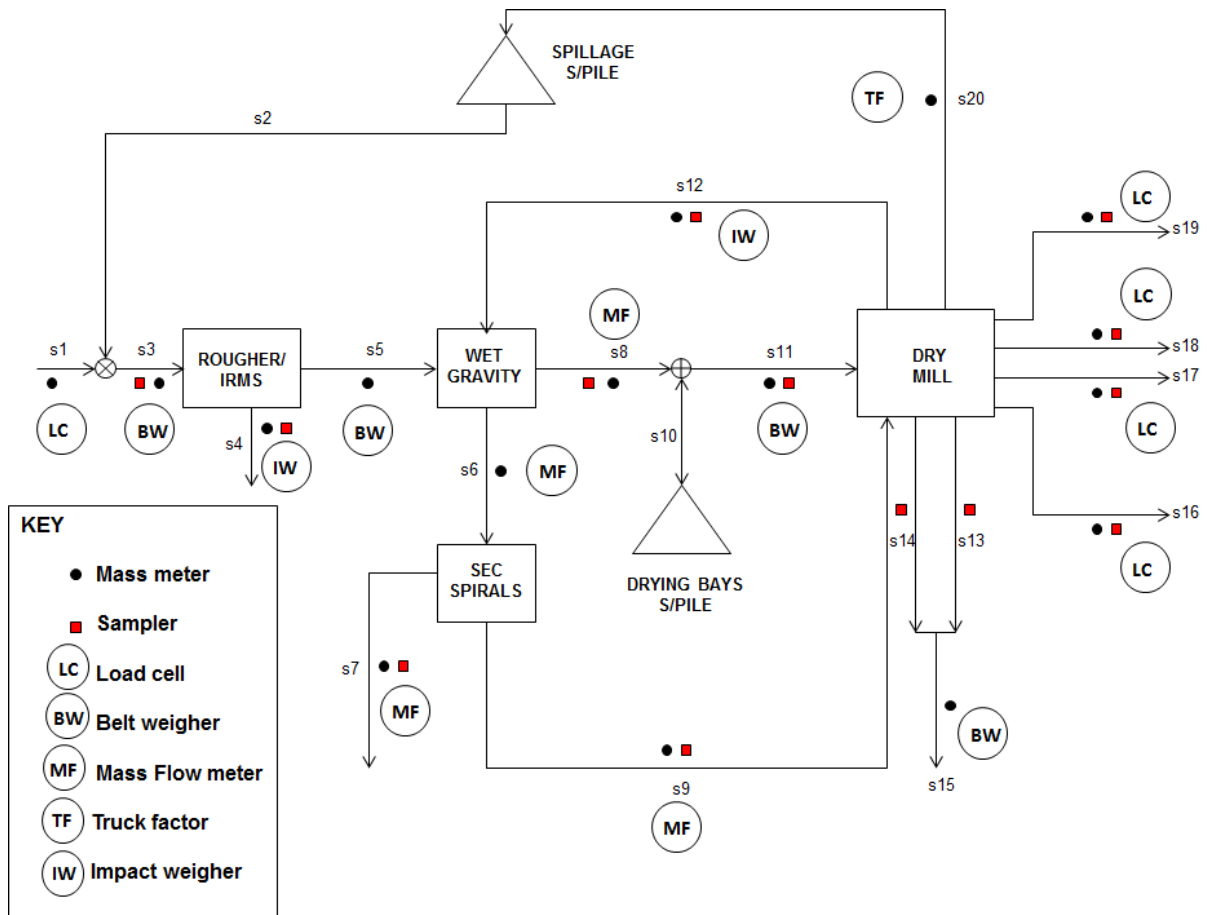 SPILLAGE
S/PILE
TF
s20
s2
s12
LC
IW
s19
MF
LC
s1
s3
ROUGHER/
IRMS
s5
WET
GRAVITY
s8
s11
DRY
MILL
s18
s17
LC
BW
s4
IW
BW
s6
MF
s10
BW
LC
s16
s14
s13
LC
SEC
SPIRALS
DRYING BAYS
S/PILE
s7
MF
BW
s9
s15
MF
KEY
Mass meter
Sampler
LC Load cell
BW Belt weigher
MF Mass Flow meter
TF Truck factor
IW Impact weigher